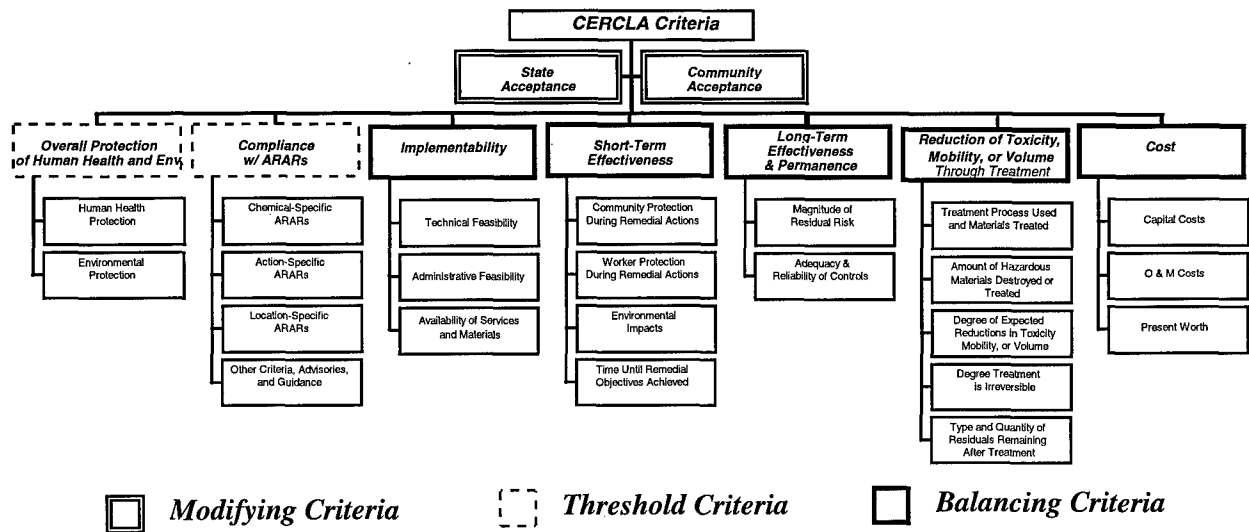 CERCLA Criteria
State
Acceptance
Community
Acceptance
Overall Protection
of Human Health and Env.
Human Health
Protection
Environmental
Protection
Compliance
w/ ARARs
Chemical-Specific
ARARs
Action-Specific
ARARs
Location-Specific
ARARs
Other Criteria, Advisories,
and Guidance
Implementability
Technical Feasibility
Administrative Feasibility
Availability of Services
and Materials
Short-Term
Effectiveness
Community Protection
During Remedial Actions
Worker Protection
During Remedial Actions
Environmental
Impacts
Time Until Remedial
Objectives Achieved
Long-Term
Effectiveness
& Permanence
Magnitude of
Residual Risk
Adequacy &
Reliability of Controls
Reduction of Toxicity,
Mobility, or Volume
Through Treatment
Treatment Process Used
and Materials Treated
Amount of Hazardous
Materials Destroyed or
Treated
Degree of Expected
Reductions in Toxicity
Mobility, or Volume
Degree Treatment
is Irreversible
Type and Quantity of
Residuals Remaining
After Treatment
Cost
Capital Costs
O & M Costs
Present Worth
Modifying Criteria
Threshold Criteria
Balancing Criteria